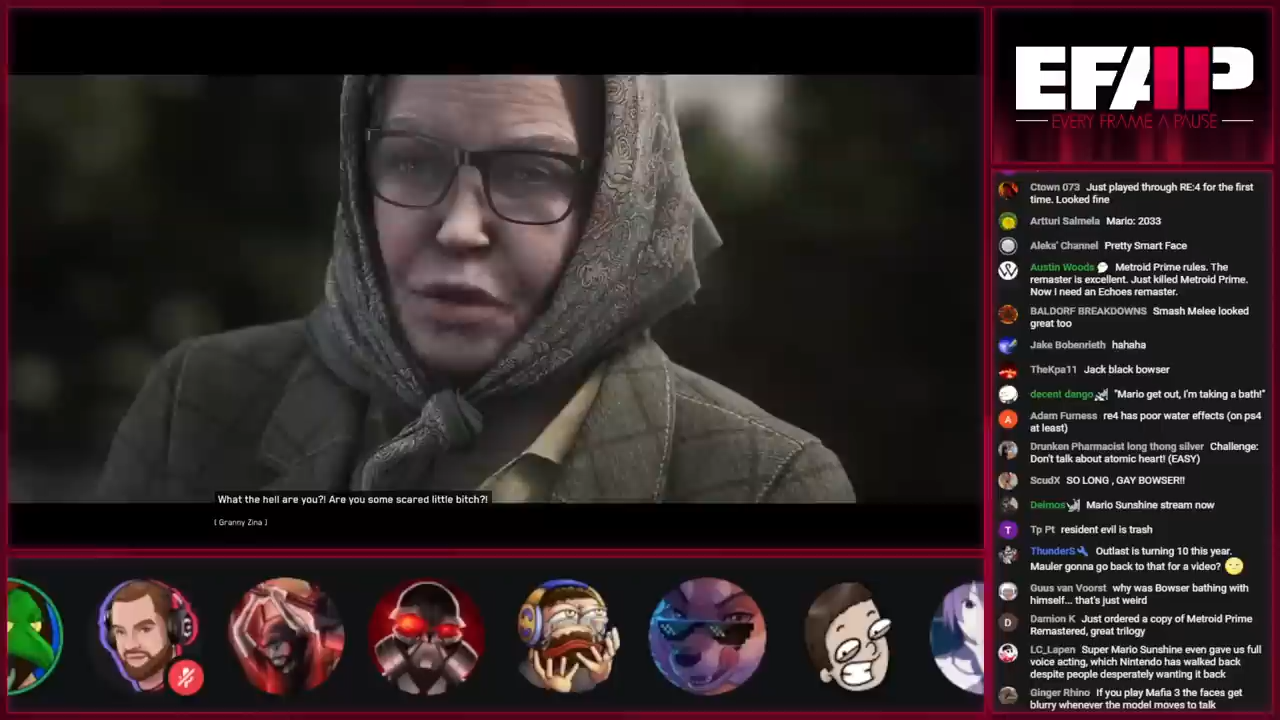 What the hell are you?! Are you some scared little bitch?!
[ Granny Zina ]
EFAP
EVERY FRAME A PAUSE
Ctown 073 Just played through RE:4 for the first
time. Looked fine
Artturi Salmela Mario: 2033
Aleks' Channel Pretty Smart Face
Austin Woods Metroid Prime rules. The
remaster is excellent. Just killed Metroid Prime.
Now I need an Echoes remaster.
BALDORF BREAKDOWNS Smash Melee looked
great too
Jake Bobenrieth hahaha
TheKpa11 Jack black bowser
decent dango "Mario get out, I'm taking a bath!"
Adam Furness re4 has poor water effects (on ps4
at least)
Drunken Pharmacist long thong silver Challenge:
Don't talk about atomic heart! (EASY)
ScudX SO LONG , GAY BOWSER!!
Deimos Mario Sunshine stream now
Tp Pt resident evil is trash
ThunderS Outlast is turning 10 this year.
Mauler gonna go back to that for a video?
Guus van Voorst why was Bowser bathing with
himself... that's just weird
Damion K Just ordered a copy of Metroid Prime
Remastered, great trilogy
LC_Lapen Super Mario Sunshine even gave us full
voice acting, which Nintendo has walked back
despite people desperately wanting it back
Ginger Rhino If you play Mafia 3 the faces get
blurry whenever the model moves to talk